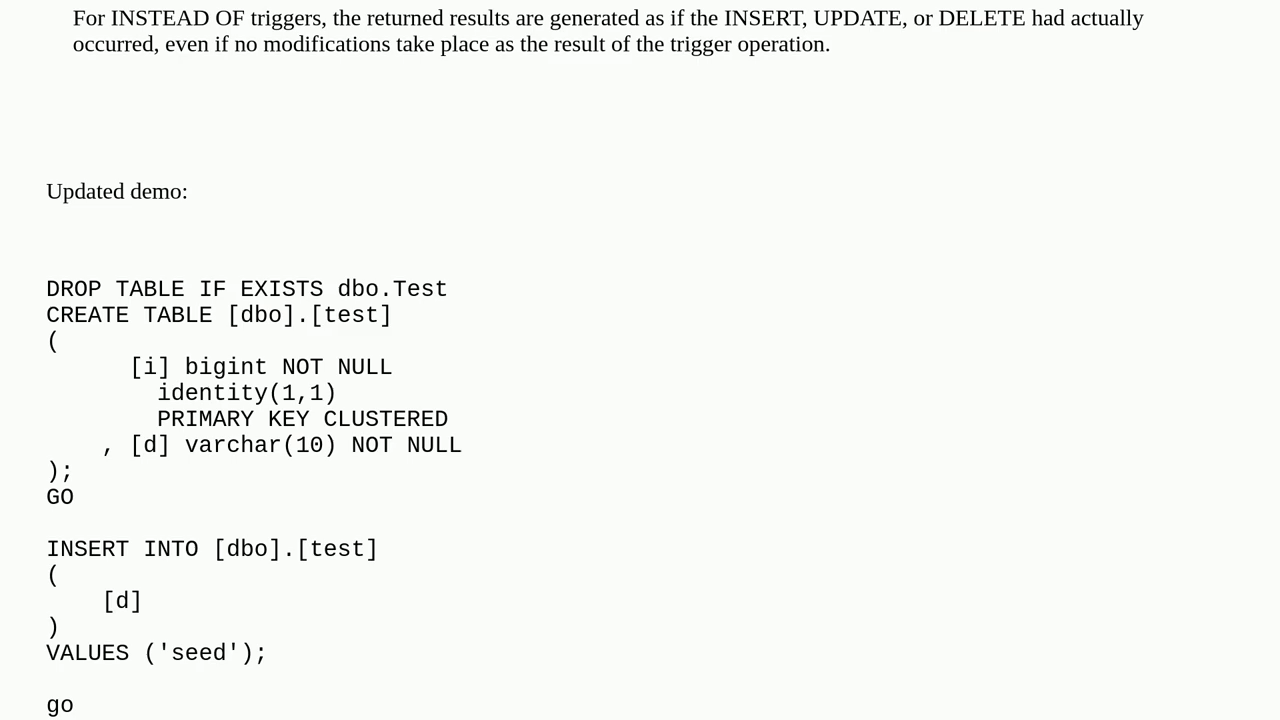 For INSTEAD OF triggers, the returned results are generated as if the INSERT, UPDATE, or DELETE had actually
occurred, even if no modifications take place as the result of the trigger operation.
Updated demo:
DROP TABLE IF EXISTS dbo.Test
CREATE TABLE [dbo].[test]
(
      [i] bigint NOT NULL
        identity(1,1)
        PRIMARY KEY CLUSTERED
    , [d] varchar(10) NOT NULL
);
GO
INSERT INTO [dbo].[test]
(
    [d]
)
VALUES ('seed');
go